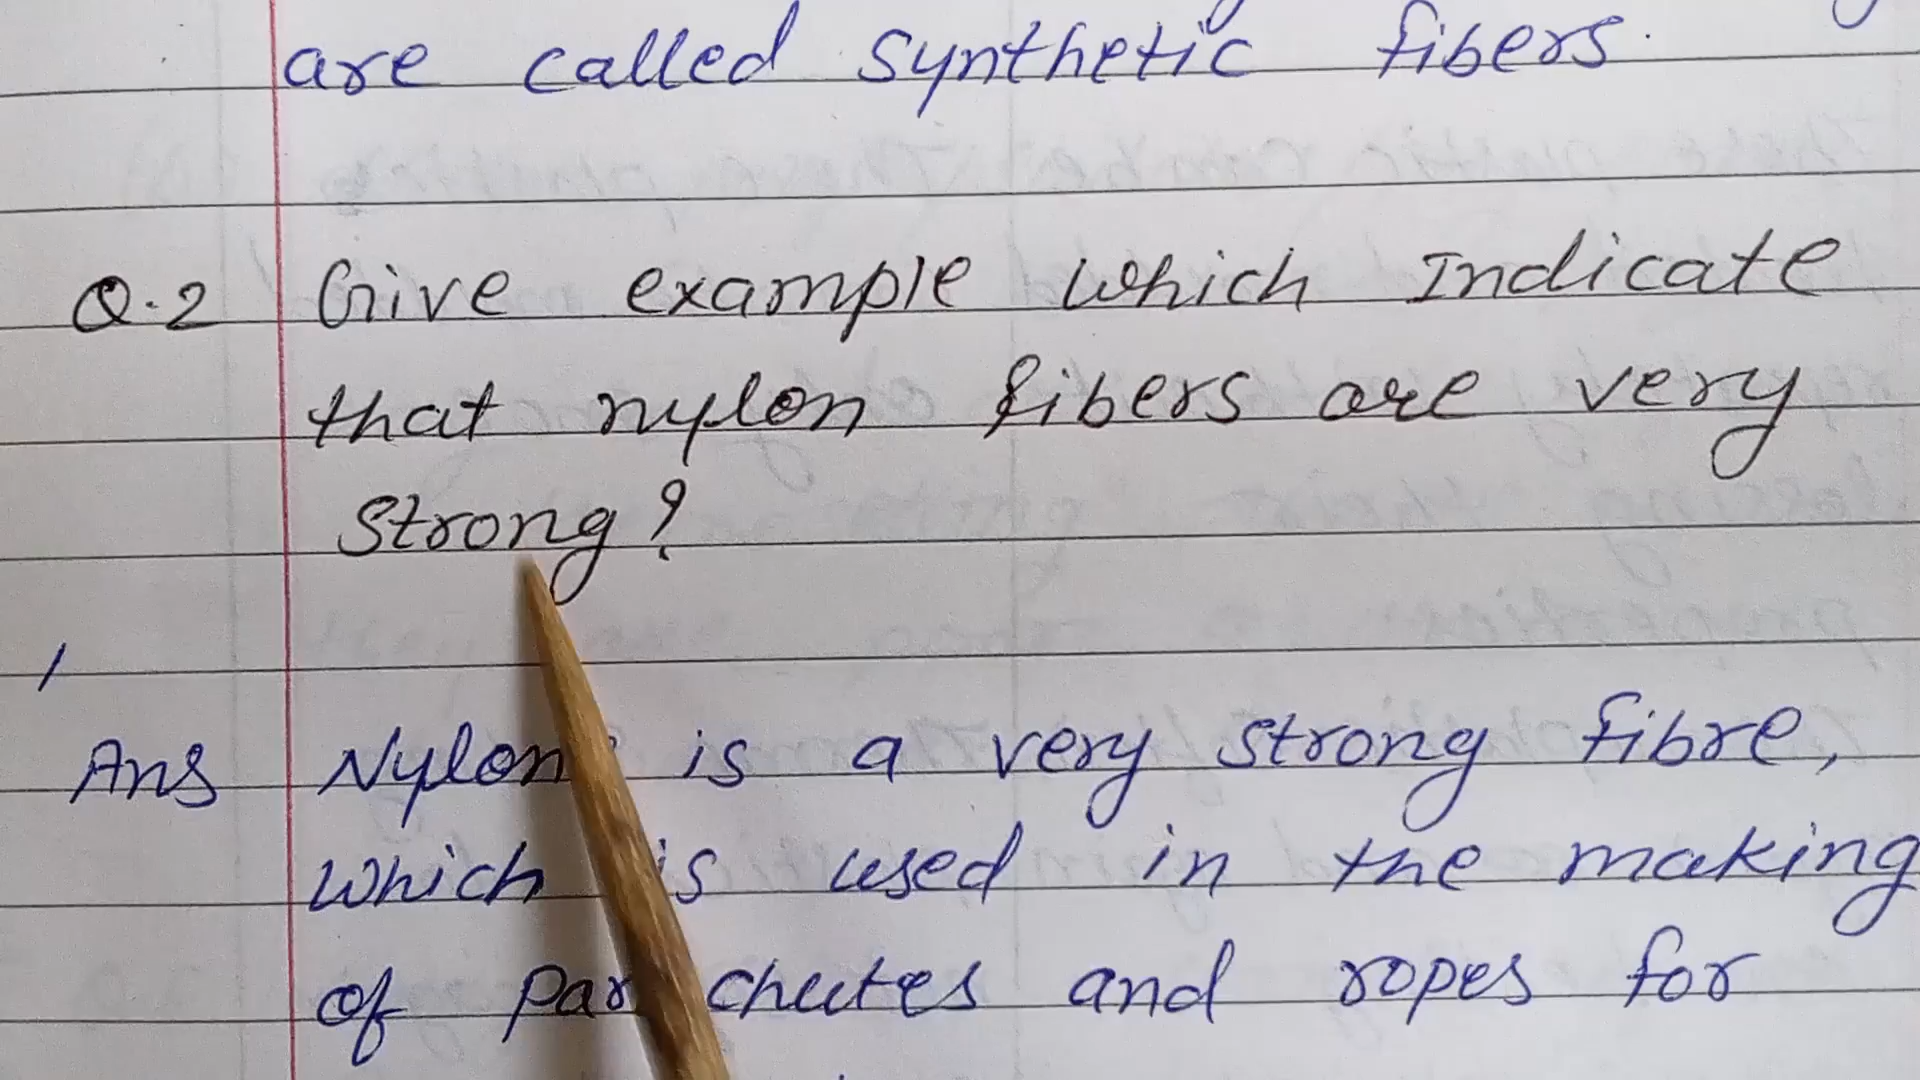 are called synthetic fibers.
Q.2 Give example which Indicate
that nylon fibers are very
strong?
Ans Nylon is a very strong fibre,
which is used in the making
of parachutes and ropes for